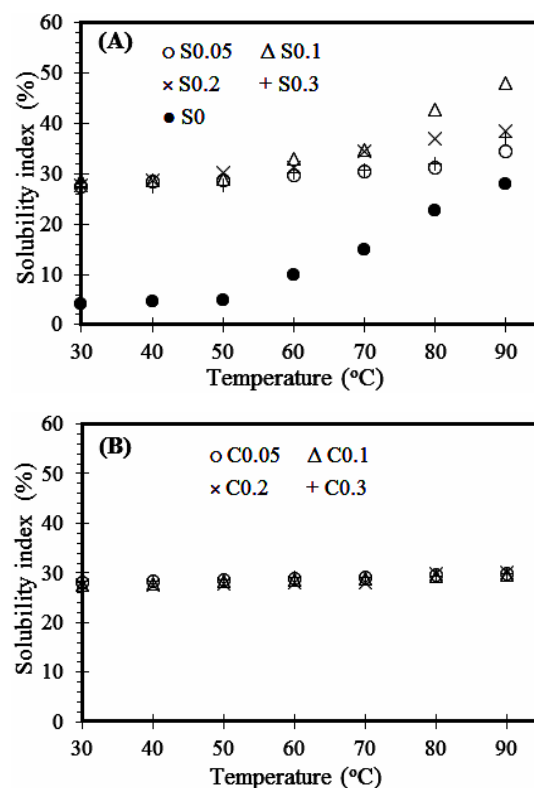 (A)
S0.05 S0.1
S0.2 S0.3
S0
Solubility index (%)
60
50
40
30
20
10
0
30 40 50 60 70 80 90
Temperature (ºC)
(B)
C0.05 C0.1
C0.2 C0.3
Solubility index (%)
60
50
40
30
20
10
0
30 40 50 60 70 80 90
Temperature (ºC)